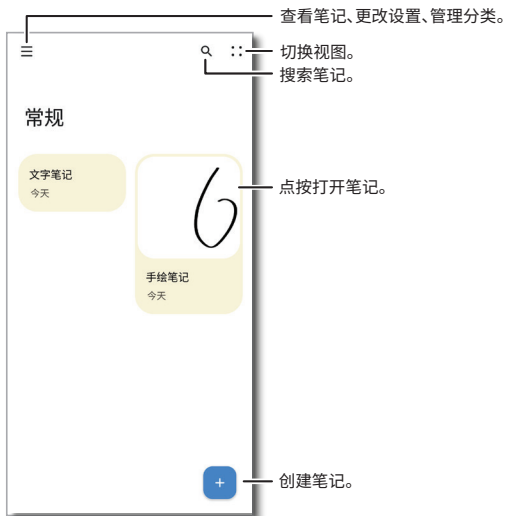 查看笔记、更改设置、管理分类。
切换视图。
搜索笔记。
常规
文字笔记
今天
点按打开笔记。
6
手绘笔记
今天
创建笔记。